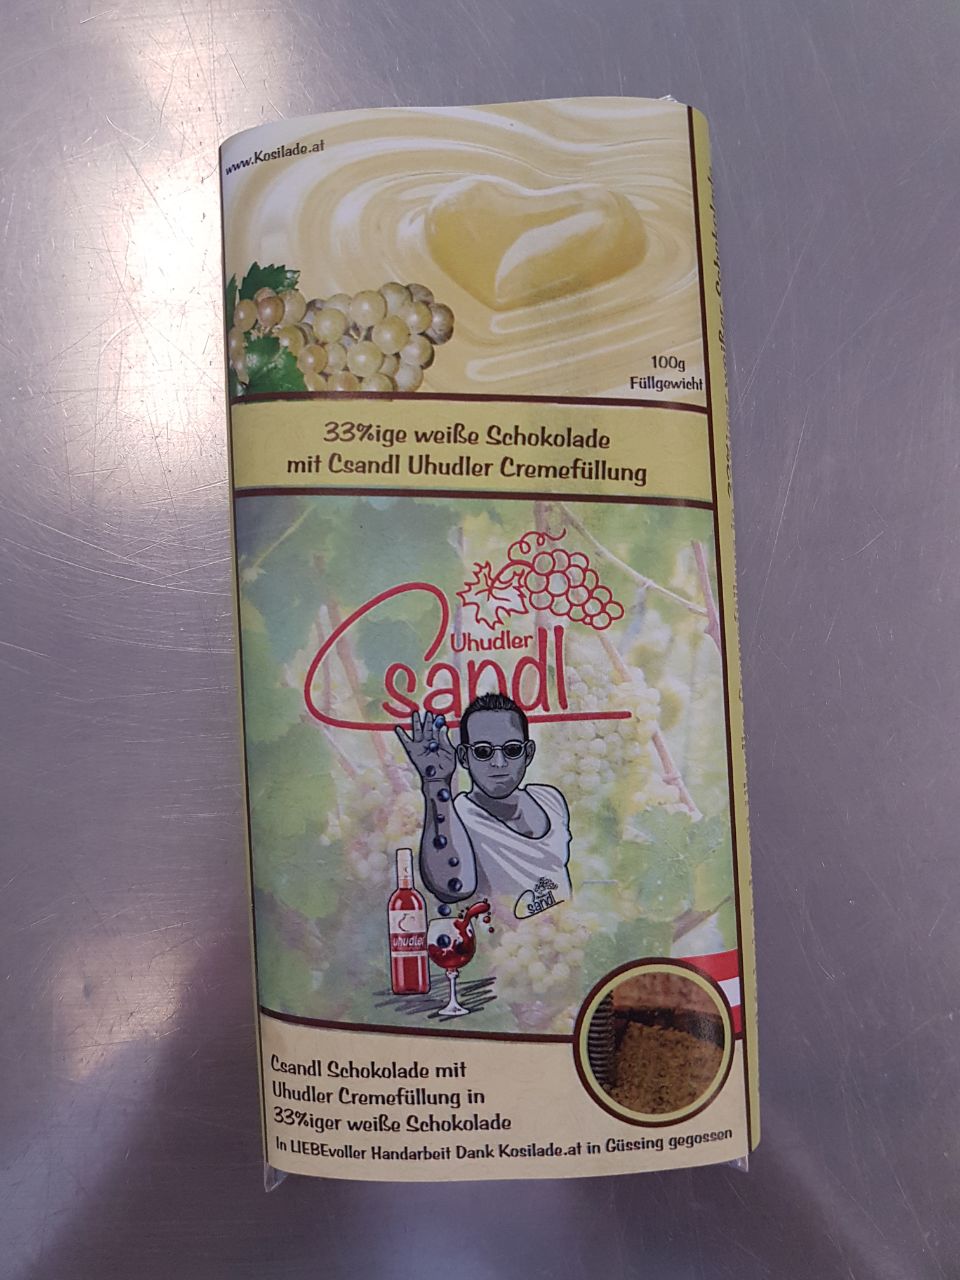 www.Kosilade.at
100g
Füllgewicht
33%ige weiße Schokolade
mit Csandl Uhudler Cremefüllung
Uhudler
Csandl
Csandl
uhudler
Csandl Schokolade mit
Uhudler Cremefüllung in
33%iger weiße Schokolade
In LIEBEvoller Handarbeit Dank Kosilade.at in Güssing gegossen